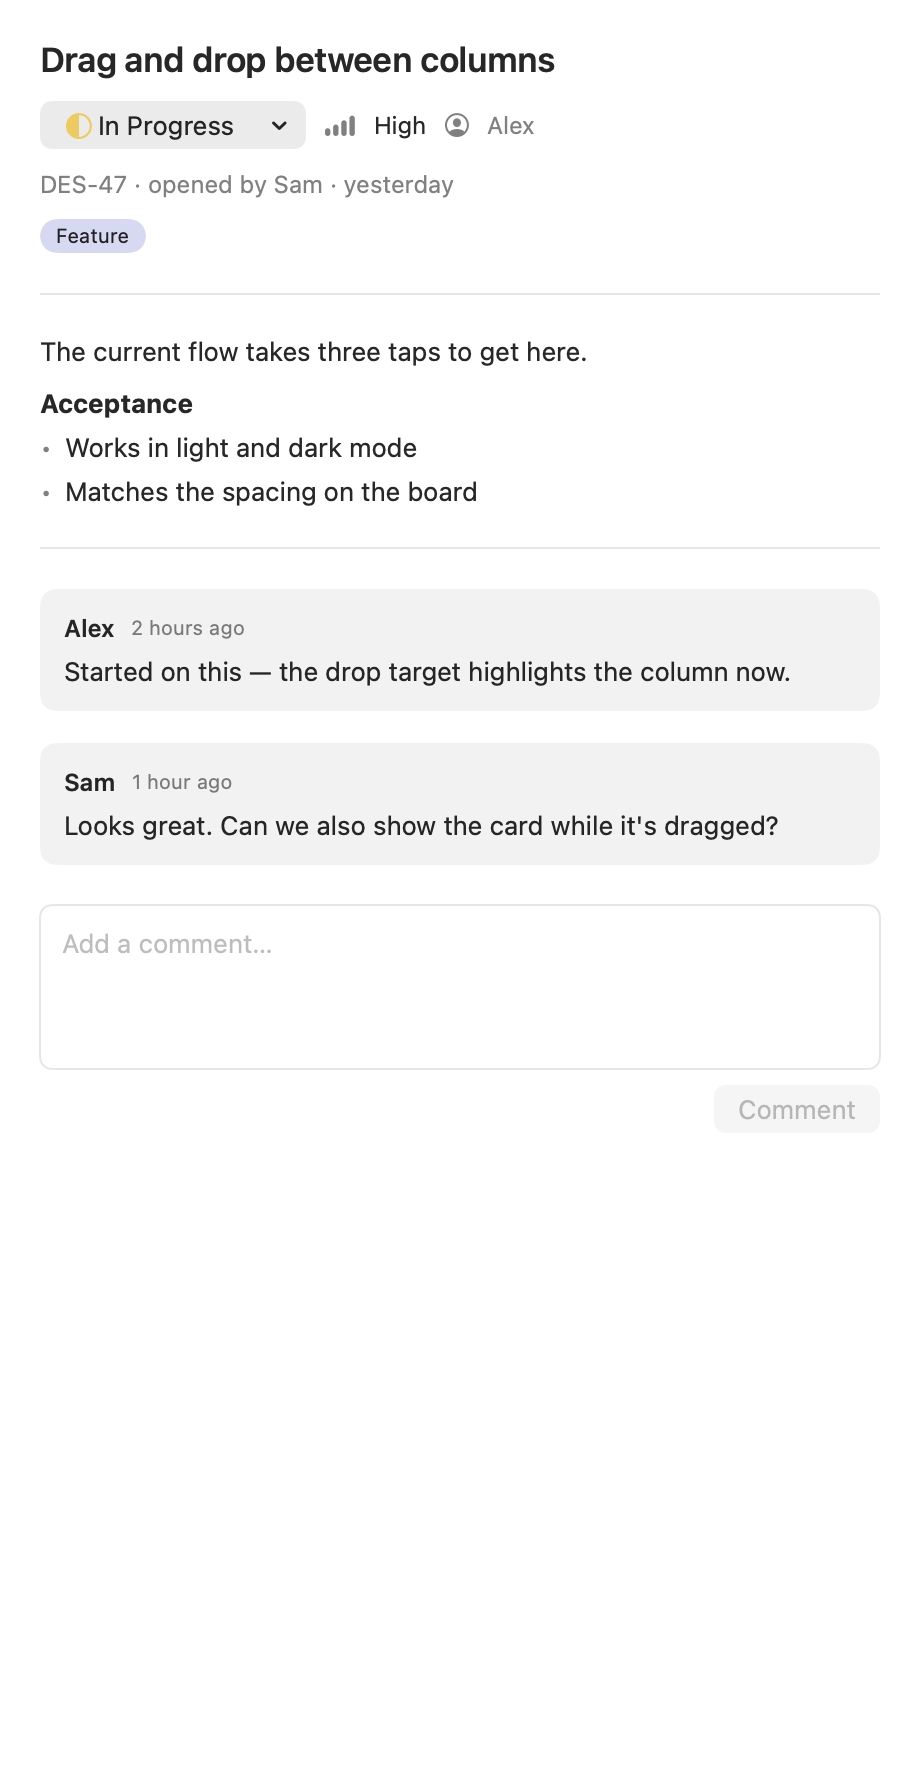 Drag and drop between columns
In Progress High Alex
DES-47 · opened by Sam · yesterday
Feature
The current flow takes three taps to get here.
Acceptance
• Works in light and dark mode
• Matches the spacing on the board
Alex 2 hours ago
Started on this — the drop target highlights the column now.
Sam 1 hour ago
Looks great. Can we also show the card while it's dragged?
Add a comment...
Comment